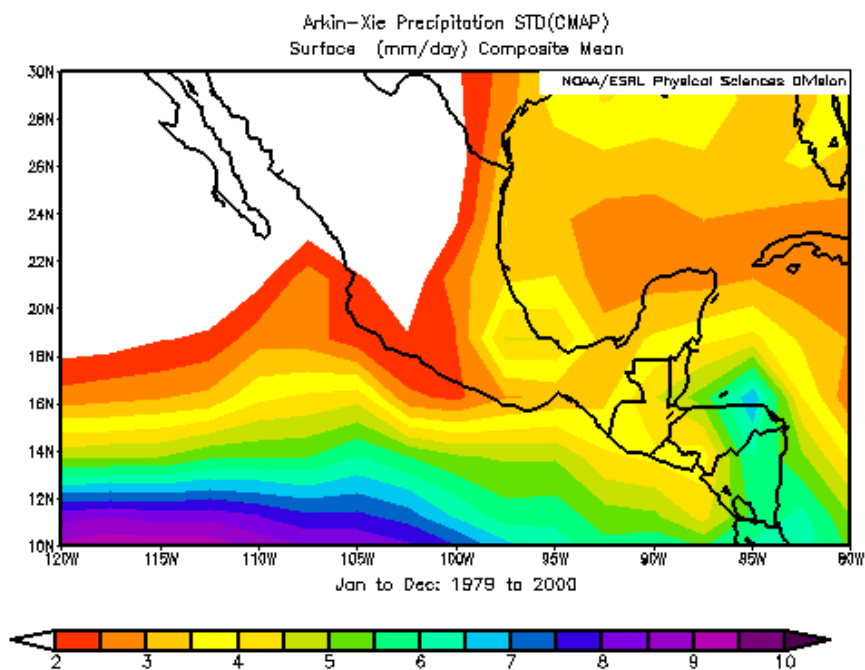 Arkin-Xie Precipitation STD(CMAP)
Surface (mm/day) Composite Mean
NOAA/ESRL Physical Sciences Division
30N
28N
26N
24N
22N
20N
18N
16N
14N
12N
10N
120W 115W 110W 105W 100W 95W 90W 85W 80W
Jan to Dec: 1979 to 2000
2 3 4 5 6 7 8 9 10